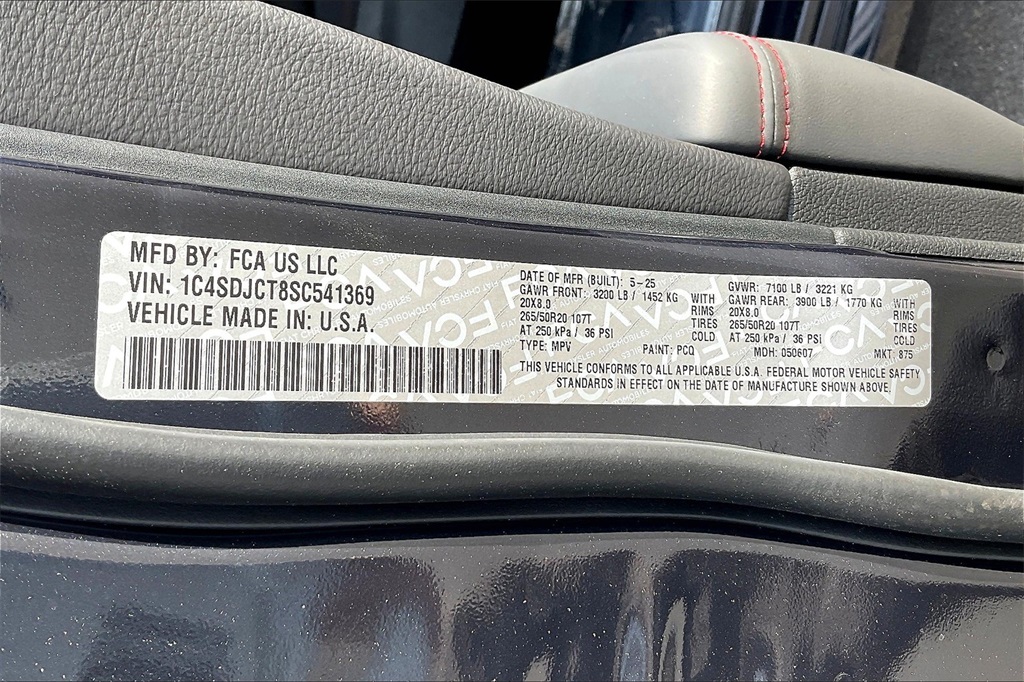 MFD BY: FCA US LLC
VIN: 1C4SDJCT8SC541369
VEHICLE MADE IN: U.S.A.
DATE OF MFR (BUILT): 5-25 GVWR: 7100 LB / 3221 KG
GAWR FRONT: 3200 LB / 1452 KG WITH GAWR REAR: 3900 LB / 1770 KG WITH
20X8.0 RIMS 20X8.0 RIMS
265/50R20 107T TIRES 265/50R20 107T TIRES
AT 250 kPa / 36 PSI COLD AT 250 kPa / 36 PSI COLD
TYPE: MPV PAINT: PCQ MDH: 050607 MKT: 875
THIS VEHICLE CONFORMS TO ALL APPLICABLE U.S.A. FEDERAL MOTOR VEHICLE SAFETY
STANDARDS IN EFFECT ON THE DATE OF MANUFACTURE SHOWN ABOVE.